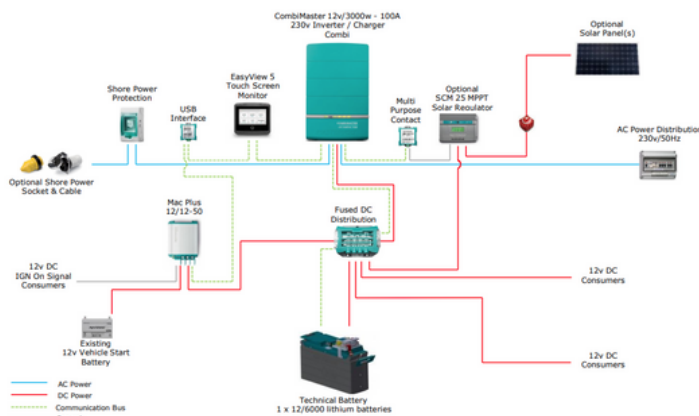 CombiMaster 12v/3000w - 100A
230v Inverter / Charger
Combi
Optional
Solar Panel(s)
EasyView 5
Touch Screen
Monitor
Optional
SCM 25 MPPT
Solar Reoulator
Multi
Purpose
Contact
Shore Power
Protection
USB
Interface
AC Power Distribution
230v/50Hz
Optional Shore Power
Socket & Cable
Mac Plus
12/12-50
Fused DC
Distribution
12v DC
IGN On Signal
Consumers
12v DC
Consumers
Existing
12v Vehicle Start
Battery
12v DC
Consumers
Technical Battery
1 x 12/6000 lithium batteries
AC Power
DC Power
Communication Bus